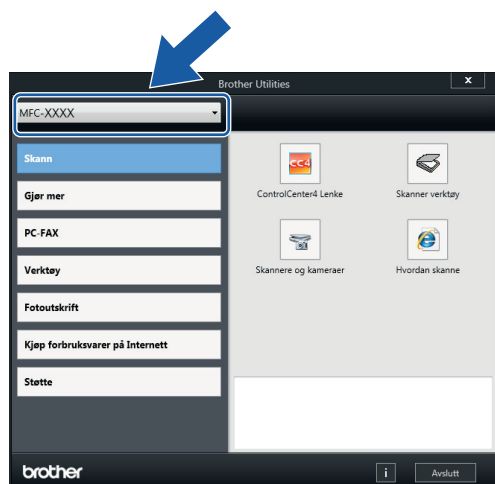 Brother Utilities
x
MFC-XXXX
Skann
Gjør mer
PC-FAX
Verktøy
Fotoutskrift
Kjøp forbruksvarer på Internett
Støtte
CC4
ControlCenter4 Lenke
Skanner verktøy
Skannere og kameraer
Hvordan skanne
brother
i
Avslutt